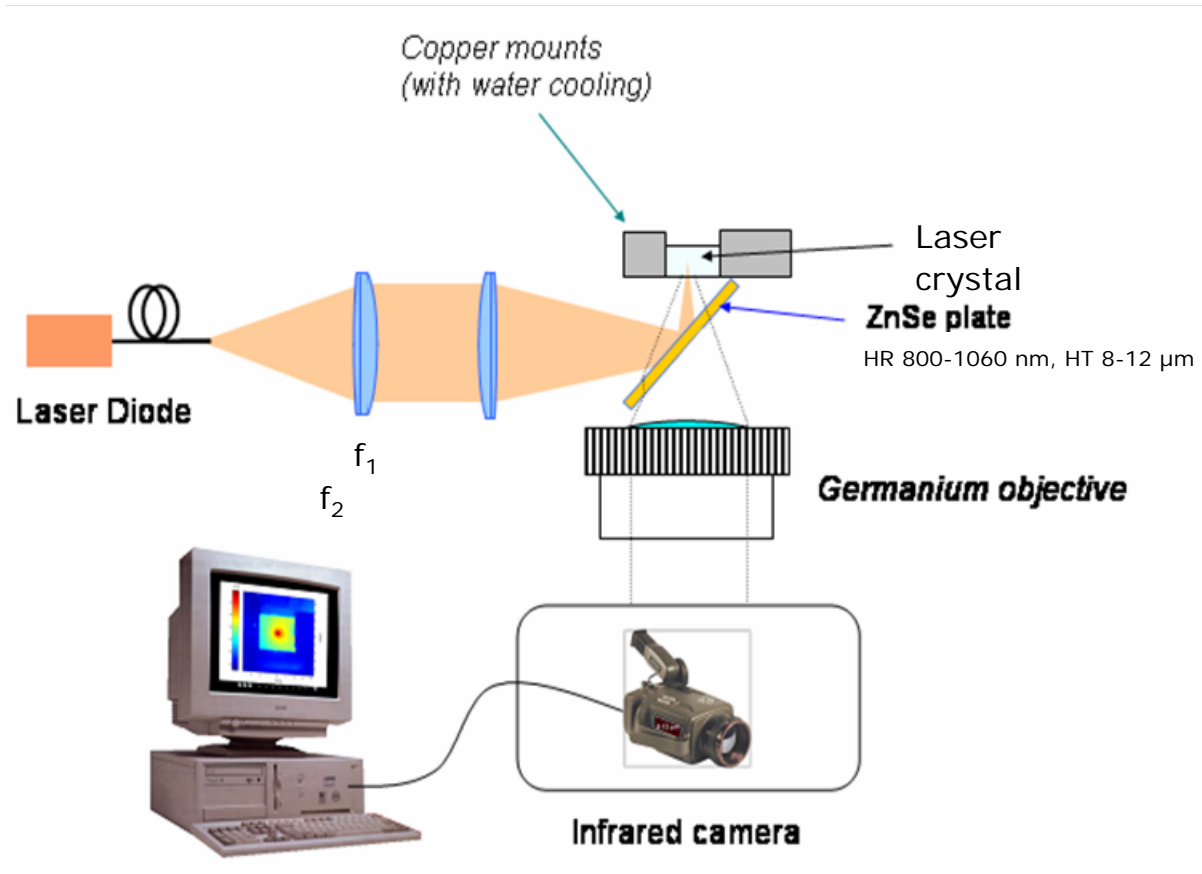 Copper mounts
(with water cooling)
Laser
crystal
ZnSe plate
HR 800-1060 nm, HT 8-12 µm
Laser Diode
f1
f2
Germanium objective
Infrared camera